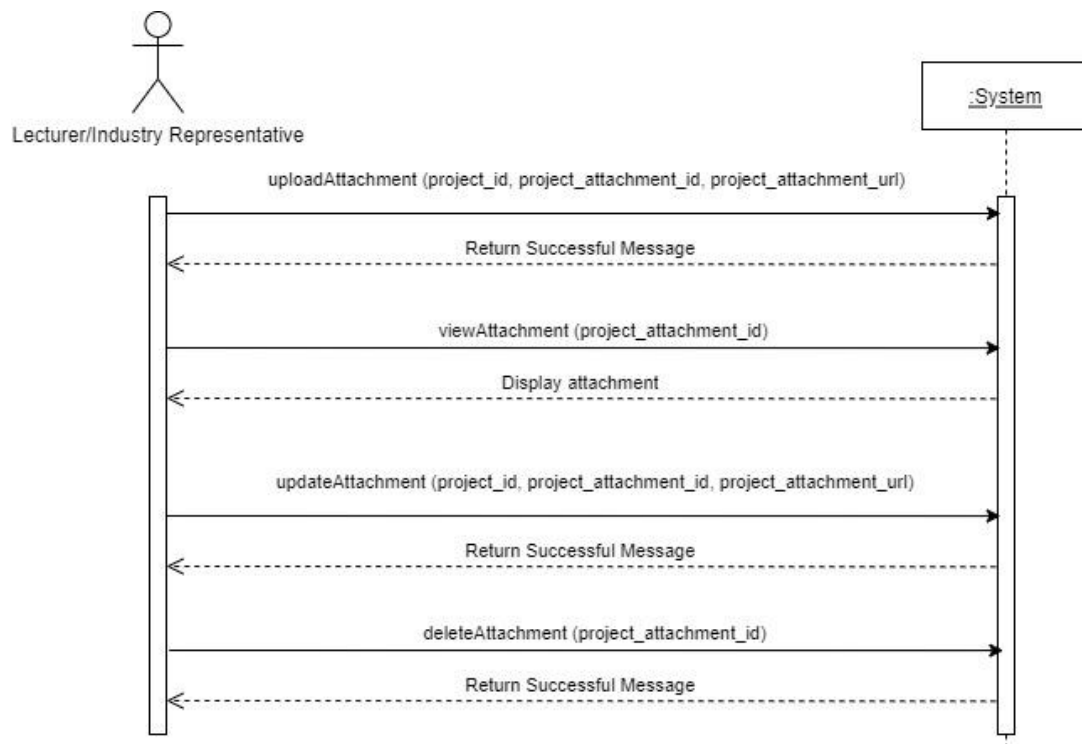 :System
Lecturer/Industry Representative
uploadAttachment (project_id, project_attachment_id, project_attachment_url)
Return Successful Message
viewAttachment (project_attachment_id)
Display attachment
updateAttachment (project_id, project_attachment_id, project_attachment_url)
Return Successful Message
deleteAttachment (project_attachment_id)
Return Successful Message